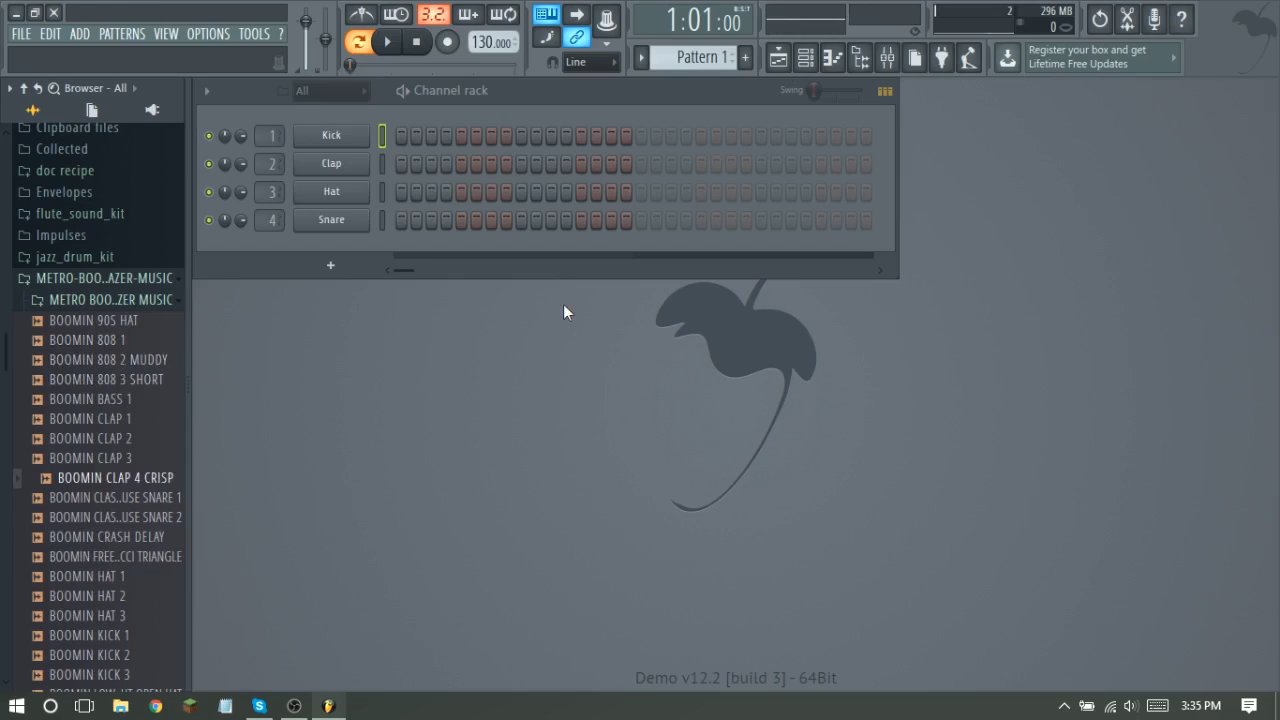 FILE EDIT ADD PATTERNS VIEW OPTIONS TOOLS ?
3.2.
130.000
Line
1:01:00
B:S:T
Pattern 1
+
2
296 MB
0
?
Register your box and get
Lifetime Free Updates
Browser - All
All
Channel rack
Swing
1 Kick
2 Clap
3 Hat
4 Snare
+
Clipboard files
Collected
doc recipe
Envelopes
flute_sound_kit
Impulses
jazz_drum_kit
METRO-BOO..AZER-MUSIC
METRO BOO..ZER MUSIC
BOOMIN 90S HAT
BOOMIN 808 1
BOOMIN 808 2 MUDDY
BOOMIN 808 3 SHORT
BOOMIN BASS 1
BOOMIN CLAP 1
BOOMIN CLAP 2
BOOMIN CLAP 3
BOOMIN CLAP 4 CRISP
BOOMIN CLAS..USE SNARE 1
BOOMIN CLAS..USE SNARE 2
BOOMIN CRASH DELAY
BOOMIN FREE..CCI TRIANGLE
BOOMIN HAT 1
BOOMIN HAT 2
BOOMIN HAT 3
BOOMIN KICK 1
BOOMIN KICK 2
BOOMIN KICK 3
Demo v12.2 [build 3] - 64Bit
3:35 PM